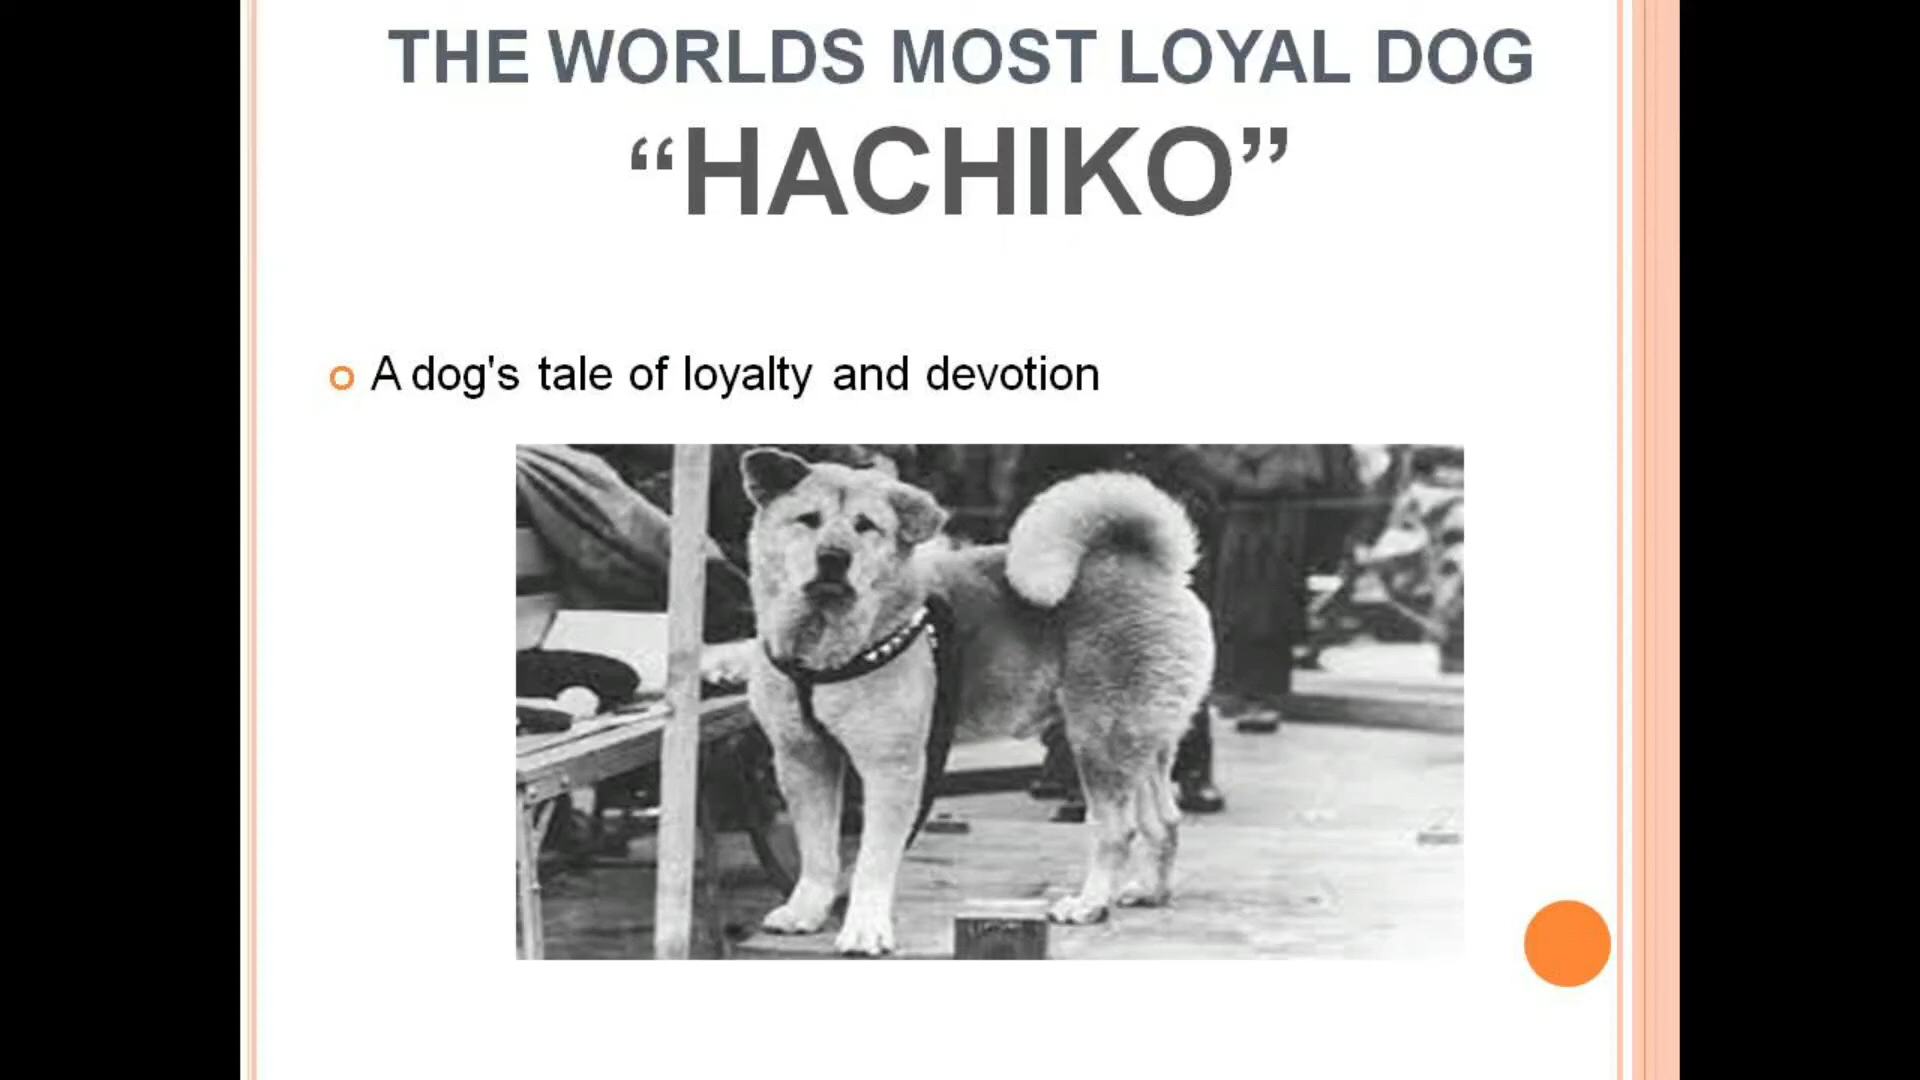 THE WORLDS MOST LOYAL DOG
“HACHIKO”
A dog's tale of loyalty and devotion